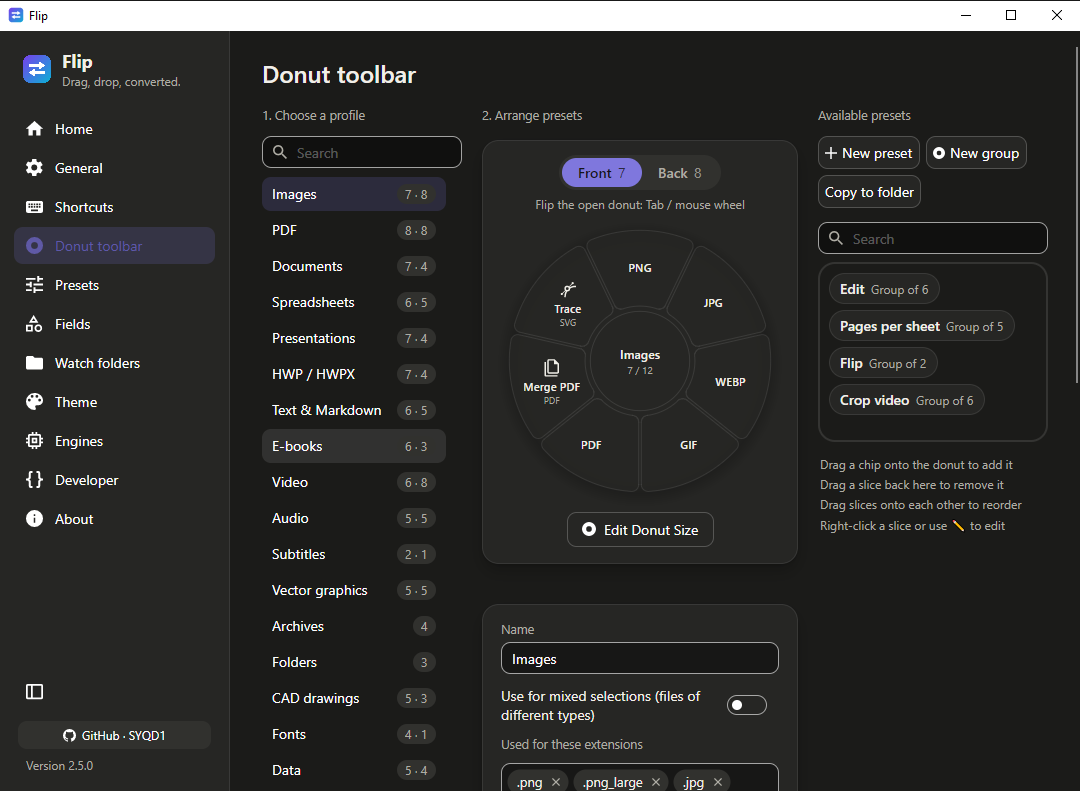 Flip
Flip
Drag, drop, converted.
Home
General
Shortcuts
Donut toolbar
Presets
Fields
Watch folders
Theme
Engines
Developer
About
GitHub · SYQD1
Version 2.5.0
Donut toolbar
1. Choose a profile
Search
Images 7 · 8
PDF 8 · 8
Documents 7 · 4
Spreadsheets 6 · 5
Presentations 7 · 4
HWP / HWPX 7 · 4
Text & Markdown 6 · 5
E-books 6 · 3
Video 6 · 8
Audio 5 · 5
Subtitles 2 · 1
Vector graphics 5 · 5
Archives 4
Folders 3
CAD drawings 5 · 3
Fonts 4 · 1
Data 5 · 4
2. Arrange presets
Front 7 Back 8
Flip the open donut: Tab / mouse wheel
PNG
JPG
WEBP
GIF
PDF
Merge PDF
PDF
Trace
SVG
Images
7 / 12
Edit Donut Size
Name
Images
Use for mixed selections (files of
different types)
Used for these extensions
.png × .png_large × .jpg ×
Available presets
+ New preset New group
Copy to folder
Search
Edit Group of 6
Pages per sheet Group of 5
Flip Group of 2
Crop video Group of 6
Drag a chip onto the donut to add it
Drag a slice back here to remove it
Drag slices onto each other to reorder
Right-click a slice or use ✏️ to edit